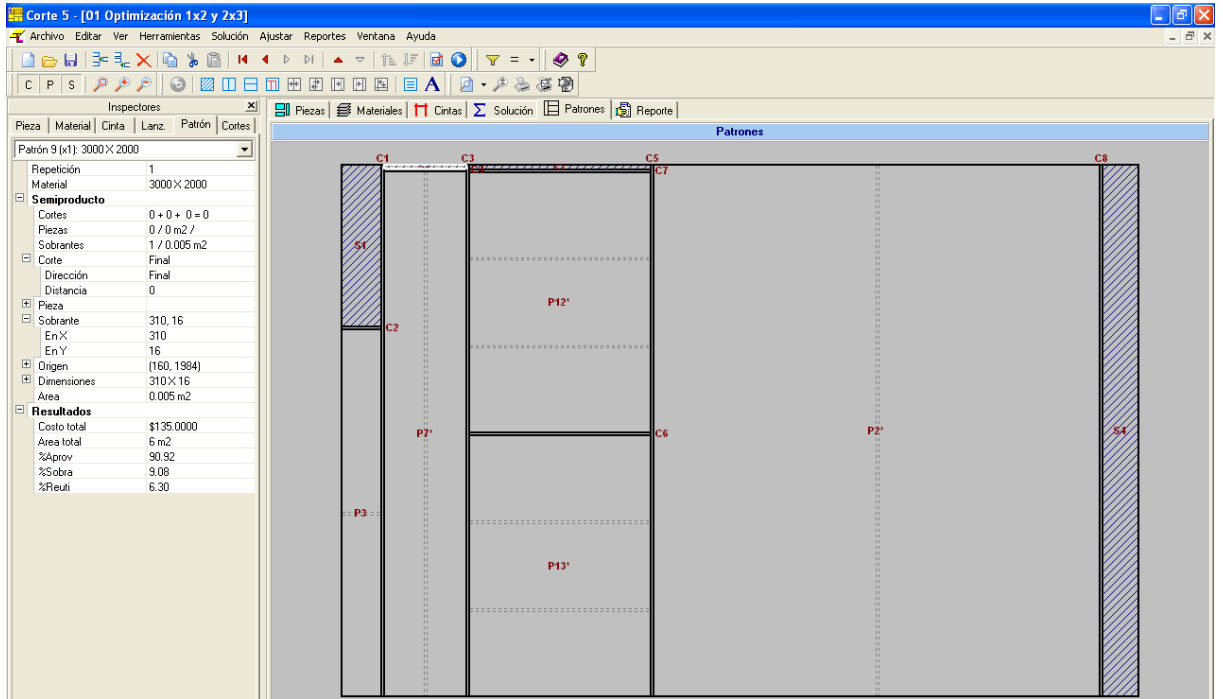 Corte 5 - [01 Optimización 1x2 y 2x3]
Archivo Editar Ver Herramientas Solución Ajustar Reportes Ventana Ayuda
C P S
Inspectores
Pieza Material Cinta Lanz. Patrón Cortes
Piezas Materiales Cintas Solución Patrones Reporte
Patrones
Patrón 9 (x1): 3000 X 2000
Repetición 1
Material 3000 X 2000
Semiproducto
Cortes 0 + 0 + 0 = 0
Piezas 0 / 0 m2 /
Sobrantes 1 / 0.005 m2
Corte Final
Dirección Final
Distancia 0
Pieza
Sobrante 310, 16
En X 310
En Y 16
Origen (160, 1984)
Dimensiones 310 X 16
Area 0.005 m2
Resultados
Costo total $135.0000
Area total 6 m2
%Aprov 90.92
%Sobra 9.08
%Reuti 6.30
C1 C3 C5 C8
C7
S1
P12*
C2
P7* C6 P2* S4
P3
P13*